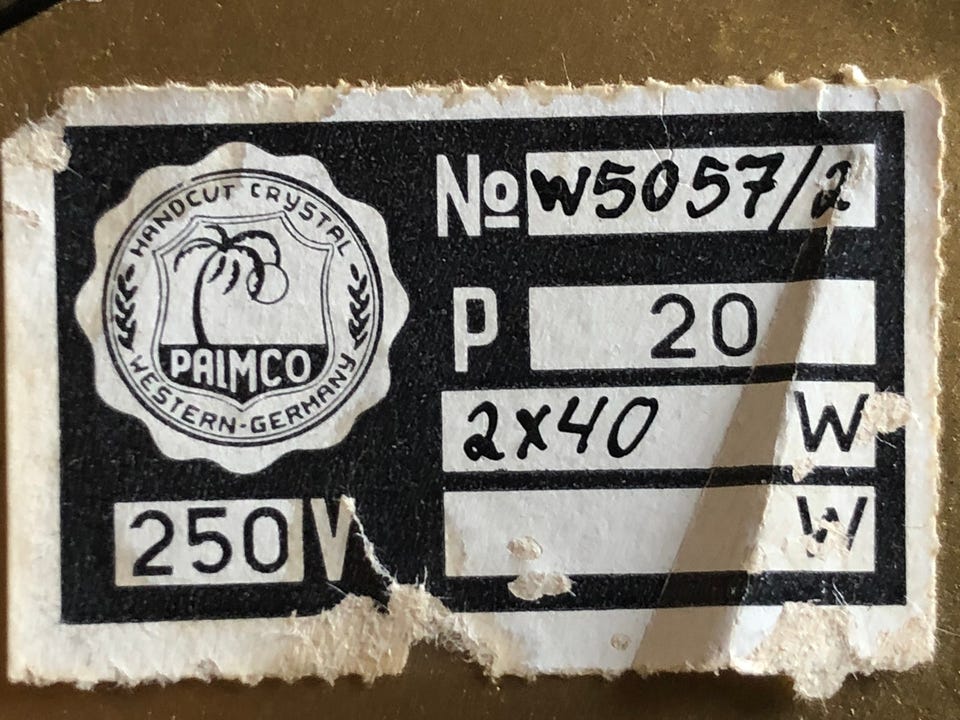 HANDCUT CRYSTAL
PALMCO
WESTERN-GERMANY
250 V
No W5057/2
P 20
2x40 W
W